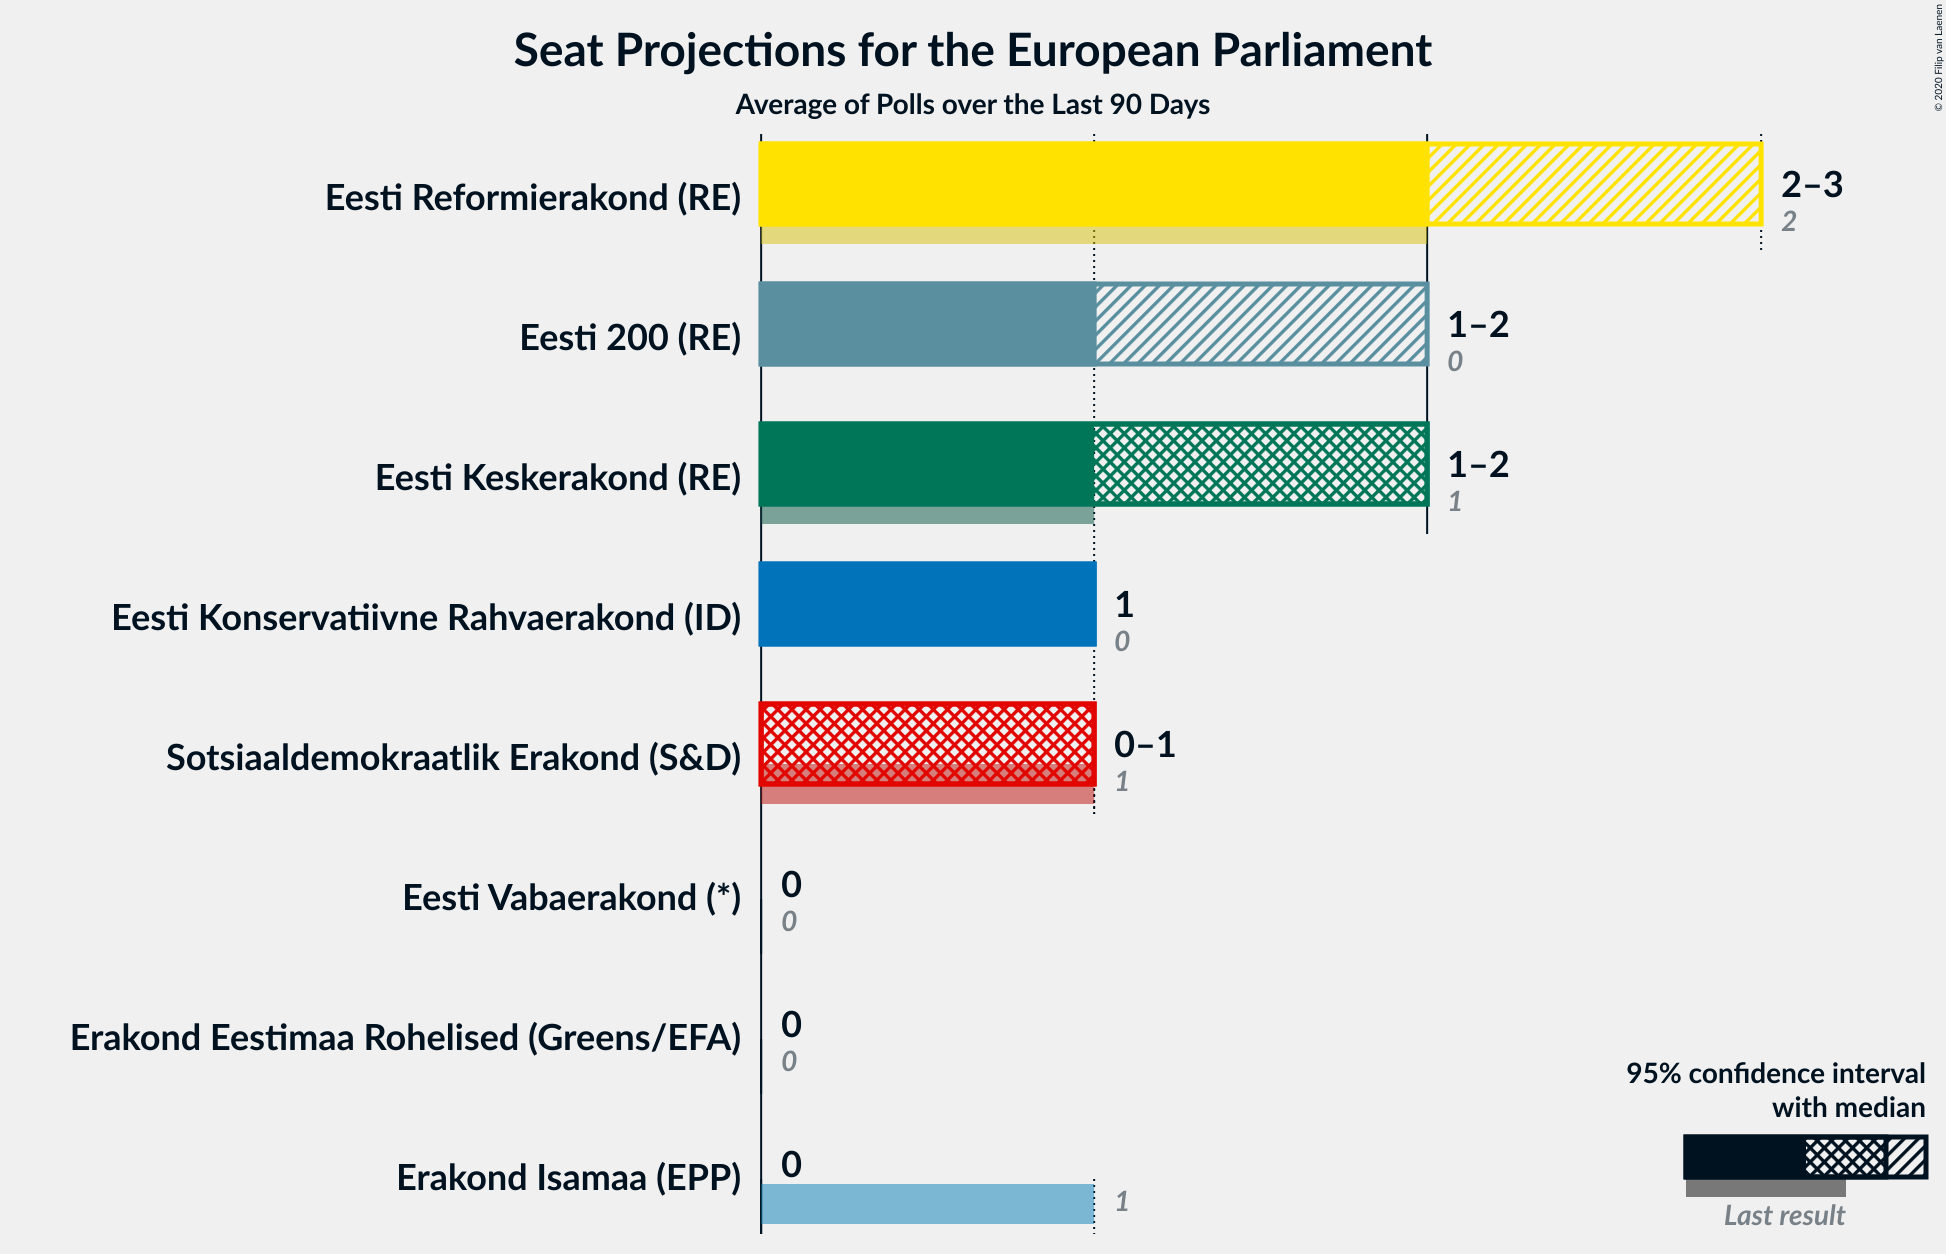 Seat Projections for the European Parliament
Average of Polls over the Last 90 Days
© 2020 Filip van Laenen
Eesti Reformierakond (RE)
2–3
2
Eesti 200 (RE)
1–2
0
Eesti Keskerakond (RE)
1–2
1
Eesti Konservatiivne Rahvaerakond (ID)
1
0
Sotsiaaldemokraatlik Erakond (S&D)
0–1
1
Eesti Vabaerakond (*)
0
0
Erakond Eestimaa Rohelised (Greens/EFA)
0
0
Erakond Isamaa (EPP)
0
1
95% confidence interval
with median
Last result